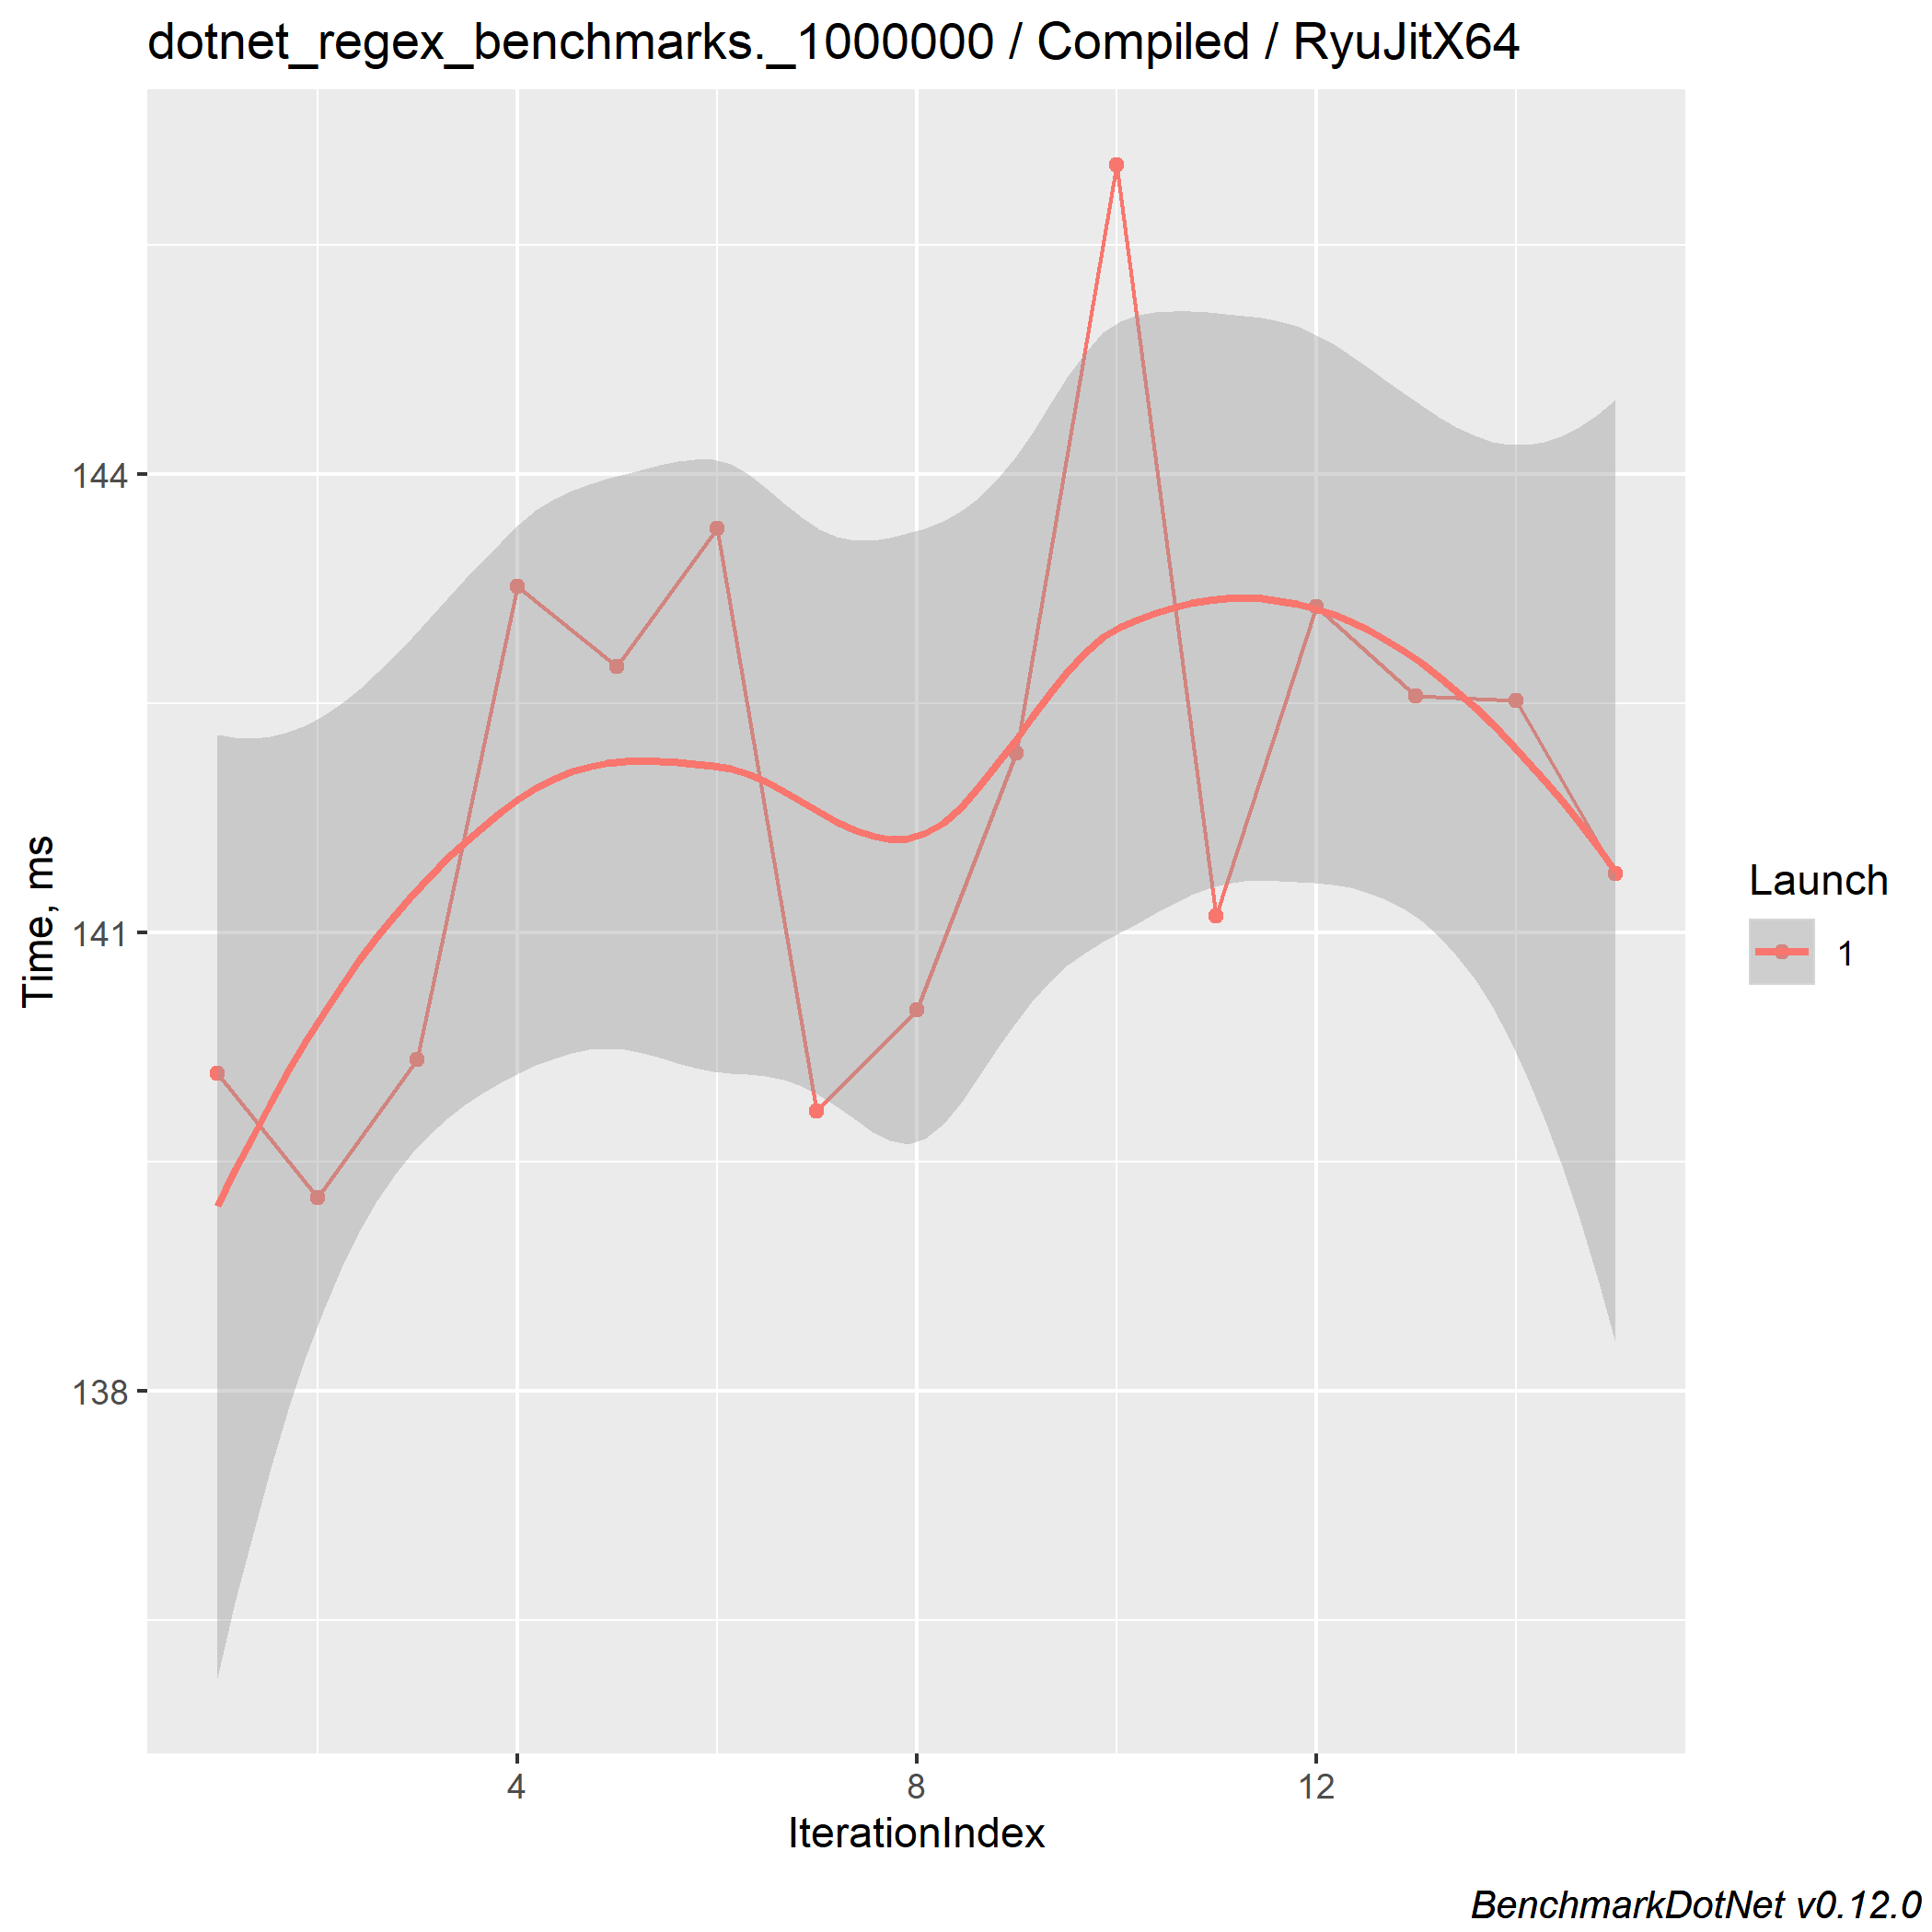 dotnet_regex_benchmarks._1000000 / Compiled / RyuJitX64
144
141
138
Time, ms
4 8 12
IterationIndex
Launch
1
BenchmarkDotNet v0.12.0